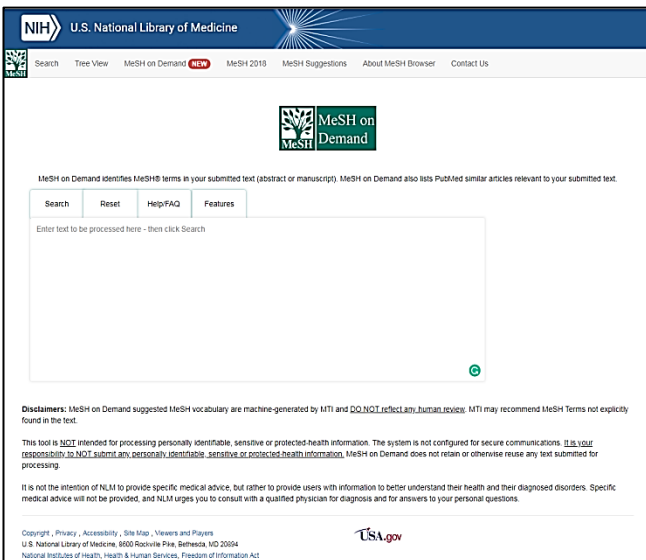 NIH U.S. National Library of Medicine
MeSH Search Tree View MeSH on Demand NEW MeSH 2018 MeSH Suggestions About MeSH Browser Contact Us
MeSH MeSH on
Demand
MeSH on Demand identifies MeSH® terms in your submitted text (abstract or manuscript). MeSH on Demand also lists PubMed similar articles relevant to your submitted text.
Search Reset Help/FAQ Features
Enter text to be processed here - then click Search
Disclaimers: MeSH on Demand suggested MeSH vocabulary are machine-generated by MTI and DO NOT reflect any human review. MTI may recommend MeSH Terms not explicitly
found in the text.
This tool is NOT intended for processing personally identifiable, sensitive or protected-health information. The system is not configured for secure communications. It is your
responsibility to NOT submit any personally identifiable, sensitive or protected-health information. MeSH on Demand does not retain or otherwise reuse any text submitted for
processing.
It is not the intention of NLM to provide specific medical advice, but rather to provide users with information to better understand their health and their diagnosed disorders. Specific
medical advice will not be provided, and NLM urges you to consult with a qualified physician for diagnosis and for answers to your personal questions.
Copyright , Privacy , Accessibility , Site Map , Viewers and Players
U.S. National Library of Medicine, 8600 Rockville Pike, Bethesda, MD 20894
National Institutes of Health, Health & Human Services, Freedom of Information Act
USA.gov